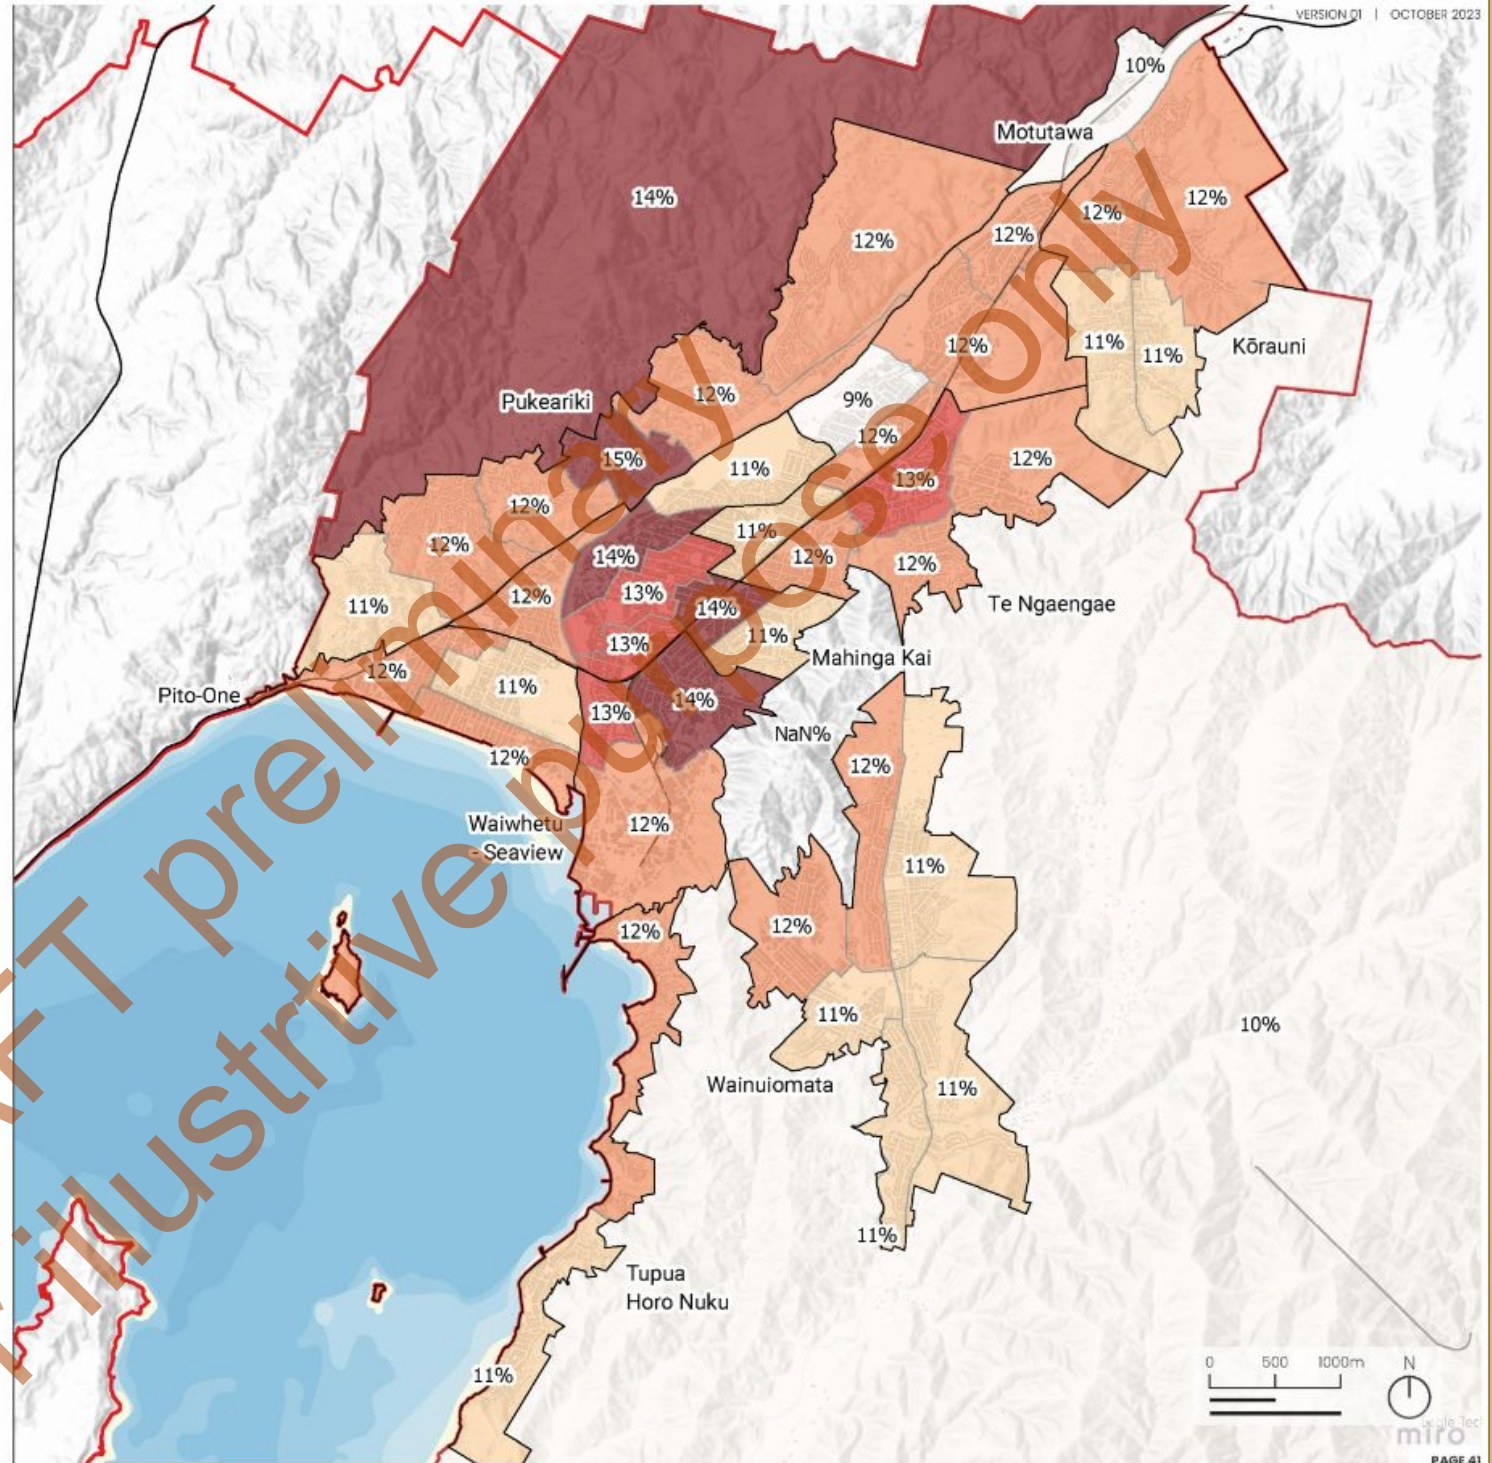 VERSION 01 | OCTOBER 2023
10%
Motutawa
14%
12%
12%
12%
12%
12%
11%
11%
Kōrauni
Pukeariki
12%
9%
12%
15%
11%
12%
13%
12%
11%
12%
14%
12%
12%
11%
12%
13%
14%
Te Ngaengae
13%
11%
Mahinga Kai
12%
11%
Pito-One
13%
14%
NaN%
12%
12%
Waiwhetu
- Seaview
12%
11%
12%
12%
11%
10%
Wainuiomata
11%
11%
Tupua
Horo Nuku
11%
0 500 1000m N
miro
PAGE 41
preliminary
illustrtive purpose only